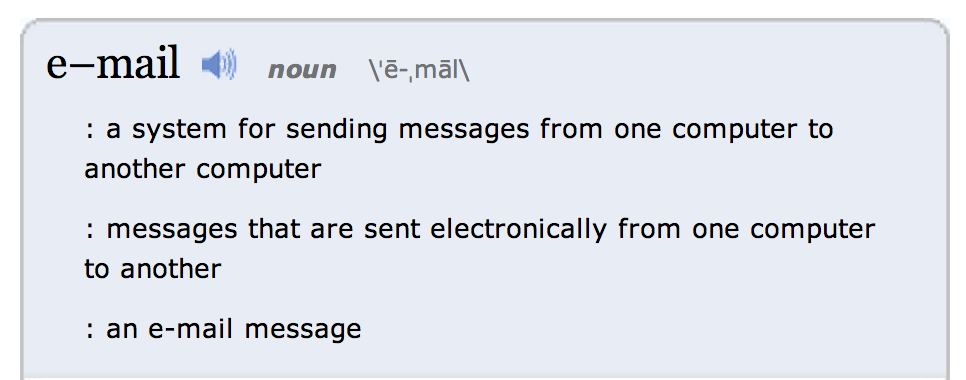 e–mail noun \ˈē-ˌmāl\
: a system for sending messages from one computer to
another computer
: messages that are sent electronically from one computer
to another
: an e-mail message